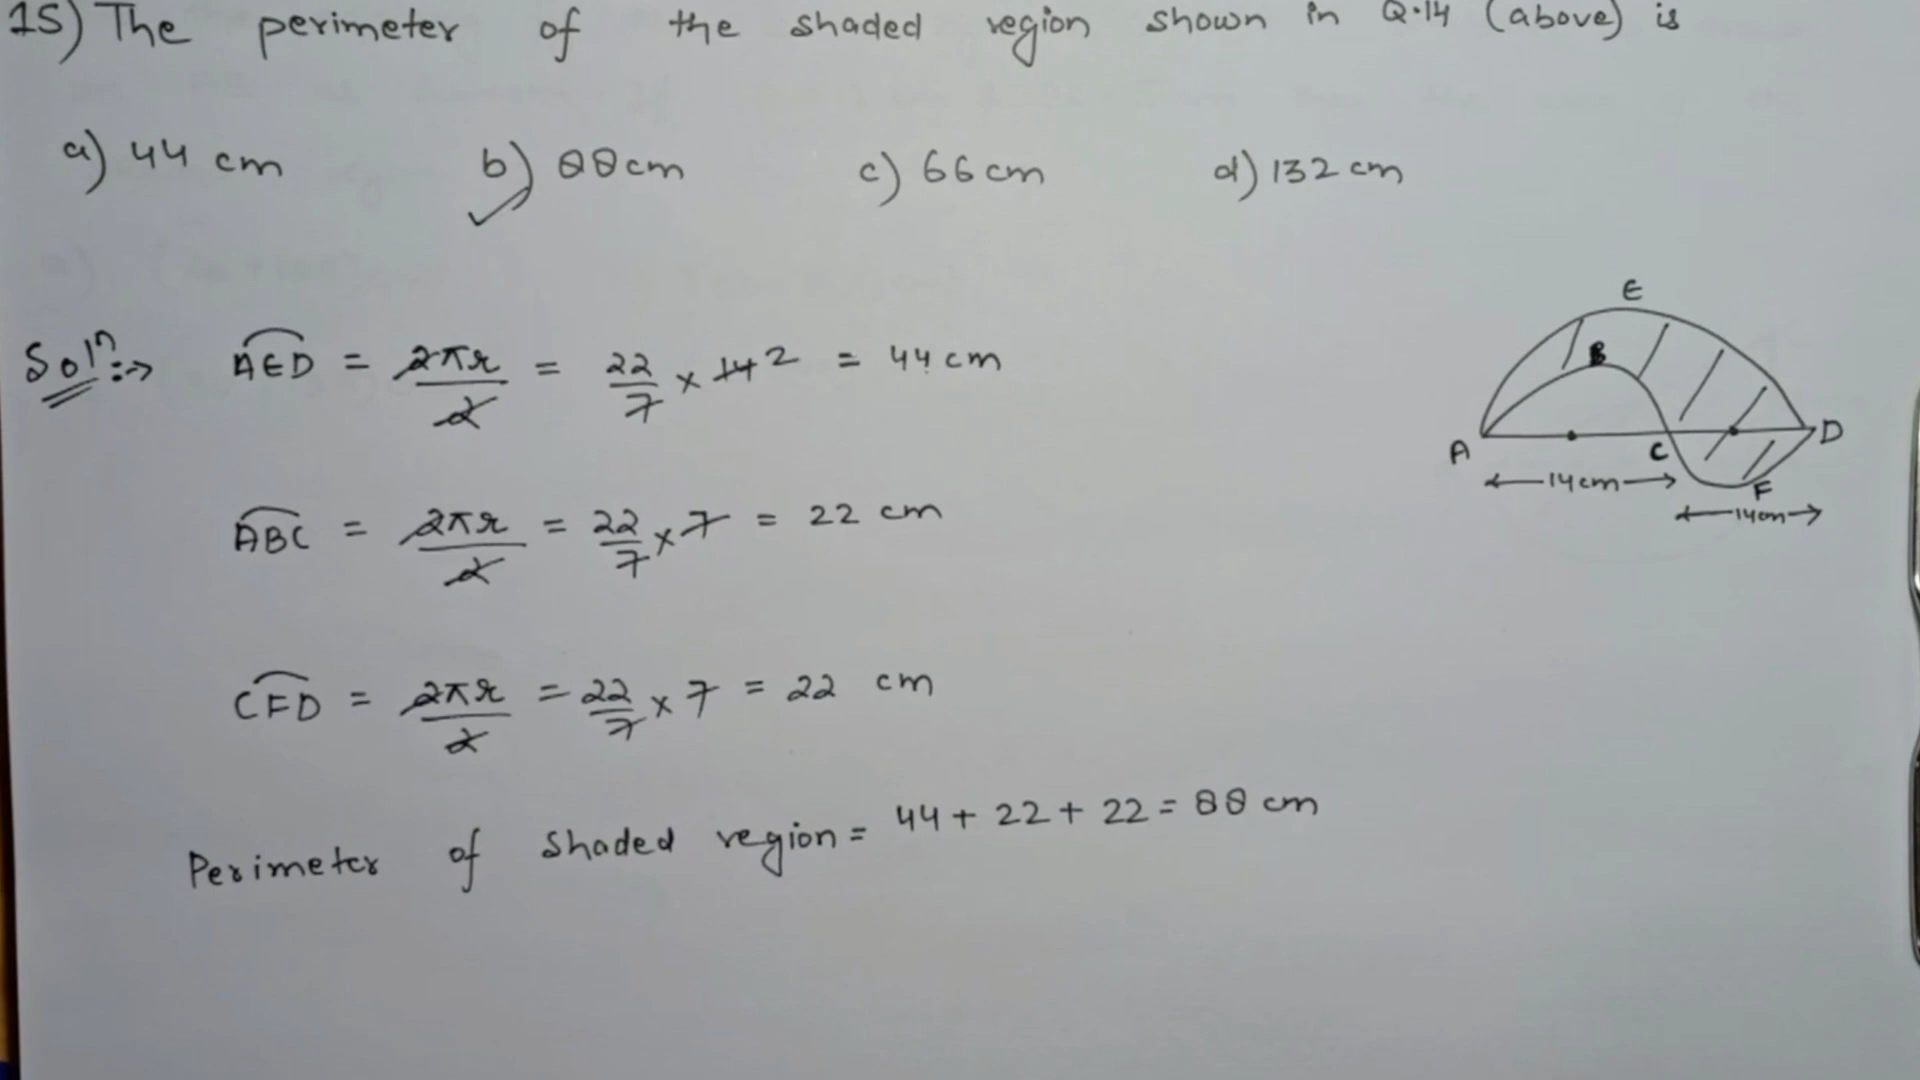 15) The perimeter of the shaded region shown in Q.14 (above) is
a) 44 cm b) 88 cm c) 66 cm d) 132 cm
Solⁿ:→ AED = 2πr/2 = 22/7 × 14 2 = 44 cm
ABC = 2πr/2 = 22/7 × 7 = 22 cm
CFD = 2πr/2 = 22/7 × 7 = 22 cm
Perimeter of shaded region = 44 + 22 + 22 = 88 cm
E
B
A C D
14cm F
14cm